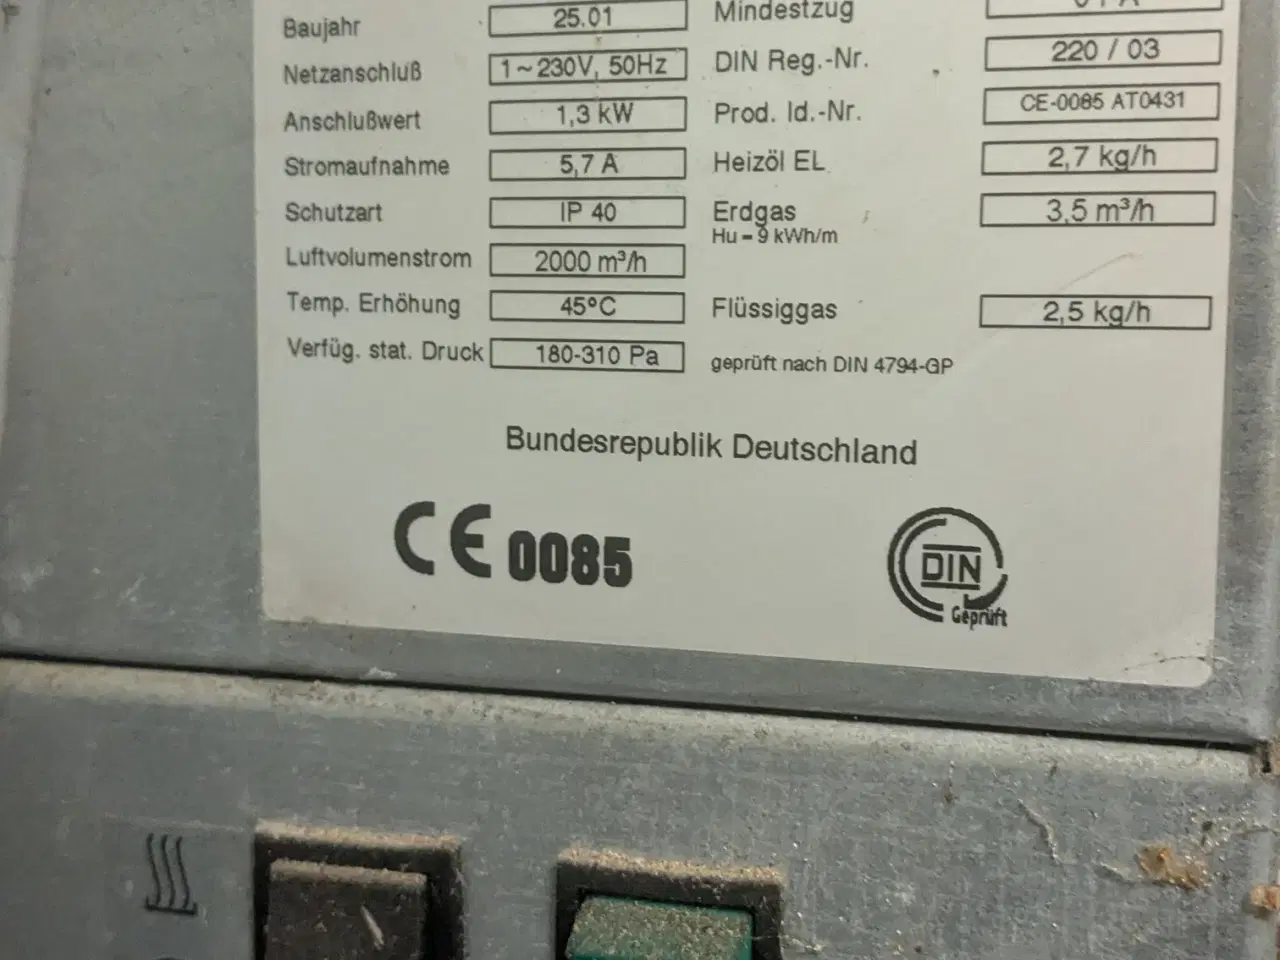 Baujahr 25.01 Mindestzug
Netzanschluß 1~230V, 50Hz DIN Reg.-Nr. 220 / 03
Anschlußwert 1,3 kW Prod. Id.-Nr. CE-0085 AT0431
Stromaufnahme 5,7 A Heizöl EL 2,7 kg/h
Schutzart IP 40 Erdgas 3,5 m³/h
Hu = 9 kWh/m
Luftvolumenstrom 2000 m³/h
Temp. Erhöhung 45°C Flüssiggas 2,5 kg/h
Verfüg. stat. Druck 180-310 Pa geprüft nach DIN 4794-GP
Bundesrepublik Deutschland
CE 0085
DIN
Geprüft